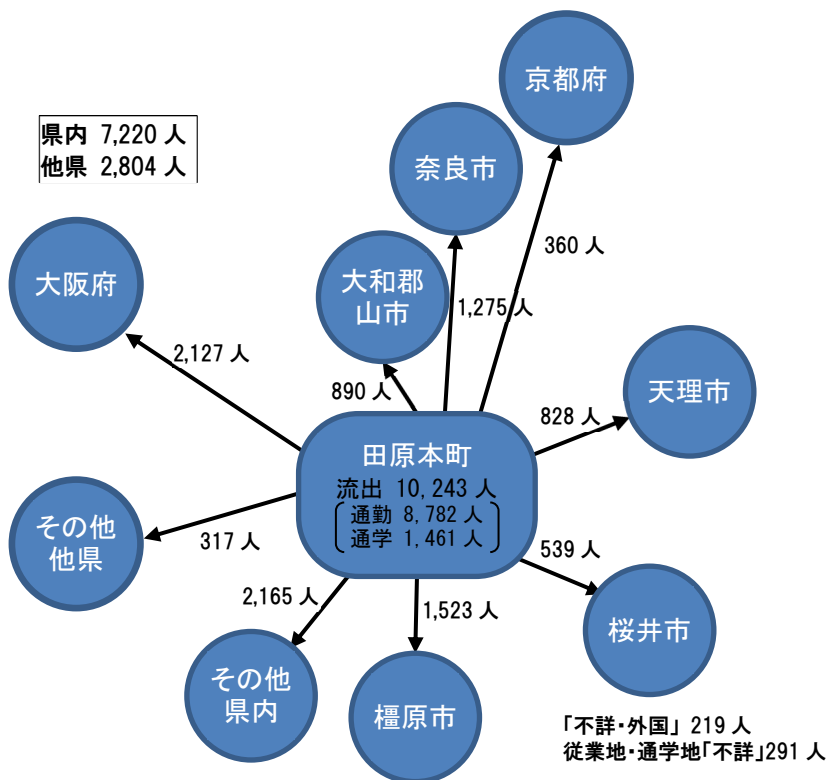 京都府
県内 7,220 人
他県 2,804 人
奈良市
360 人
大阪府
大和郡
山市
1,275 人
2,127 人
890 人
天理市
828 人
田原本町
流出 10,243 人
通勤 8,782 人
通学 1,461 人
その他
他県
317 人
539 人
2,165 人
1,523 人
桜井市
その他
県内
橿原市
「不詳・外国」 219 人
従業地・通学地「不詳」291 人